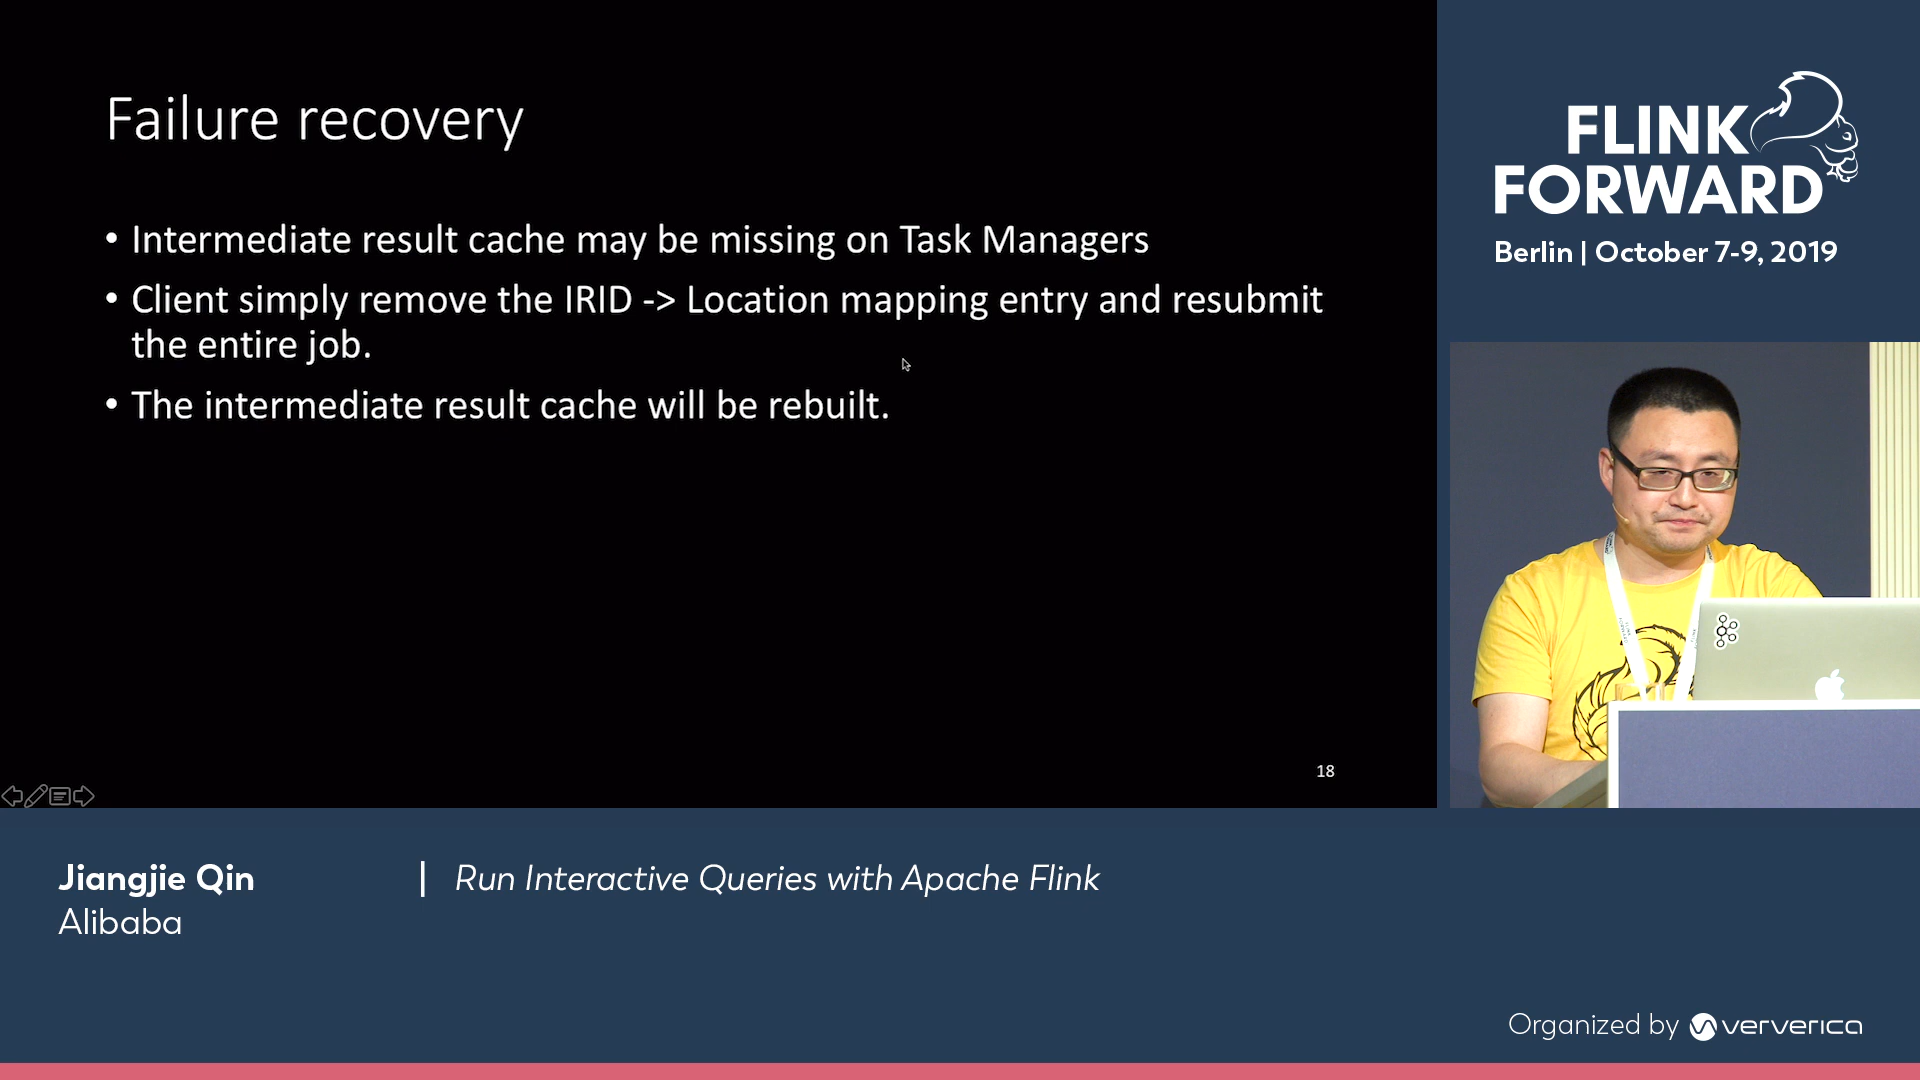 Failure recovery
• Intermediate result cache may be missing on Task Managers
• Client simply remove the IRID -> Location mapping entry and resubmit
the entire job.
• The intermediate result cache will be rebuilt.
18
FLINK
FORWARD
Berlin | October 7-9, 2019
Jiangjie Qin | Run Interactive Queries with Apache Flink
Alibaba
Organized by ververica